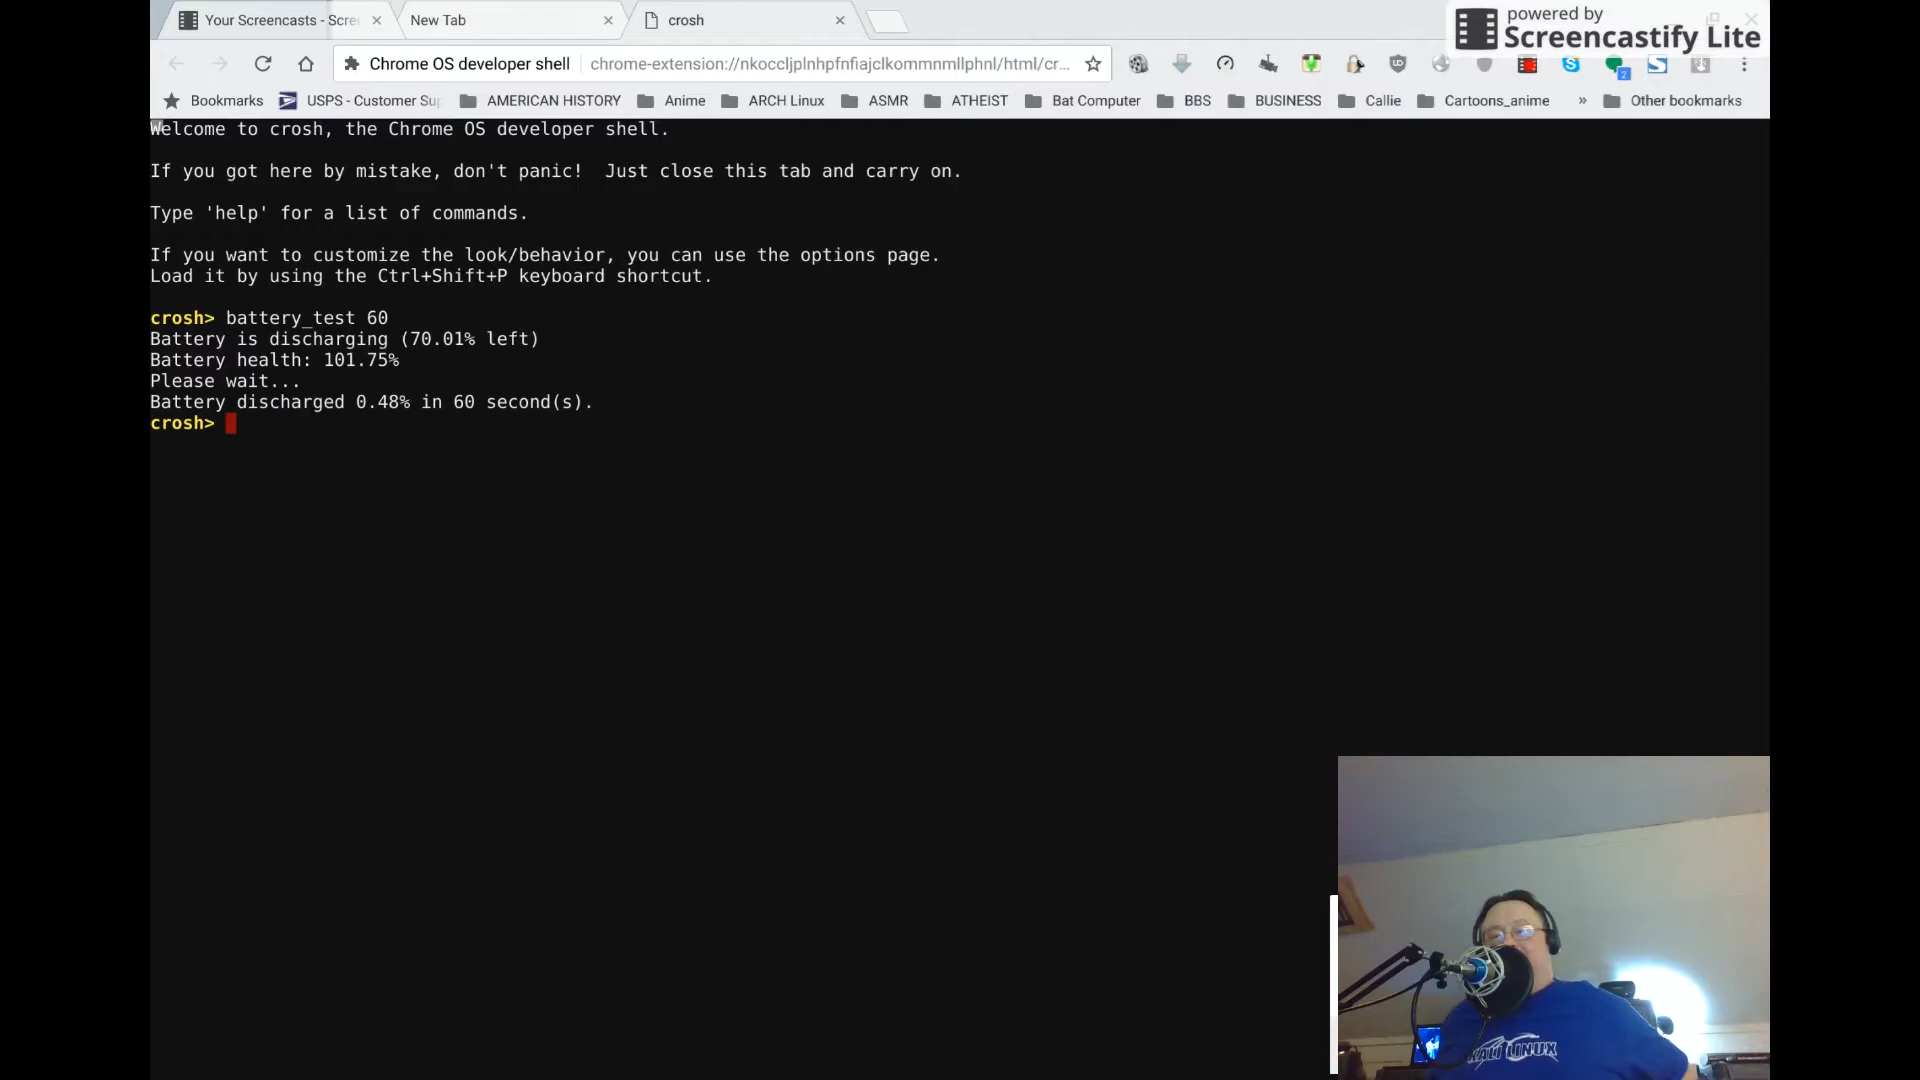 Your Screencasts - Scre
New Tab
crosh
powered by
Screencastify Lite
Chrome OS developer shell
chrome-extension://nkoccljplnhpfnfiajclkommnmllphnl/html/cr...
2
Bookmarks
USPS - Customer Sup
AMERICAN HISTORY
Anime
ARCH Linux
ASMR
ATHEIST
Bat Computer
BBS
BUSINESS
Callie
Cartoons_anime
»
Other bookmarks
Welcome to crosh, the Chrome OS developer shell.
If you got here by mistake, don't panic!  Just close this tab and carry on.
Type 'help' for a list of commands.
If you want to customize the look/behavior, you can use the options page.
Load it by using the Ctrl+Shift+P keyboard shortcut.
crosh> battery_test 60
Battery is discharging (70.01% left)
Battery health: 101.75%
Please wait...
Battery discharged 0.48% in 60 second(s).
crosh>
KALI LINUX